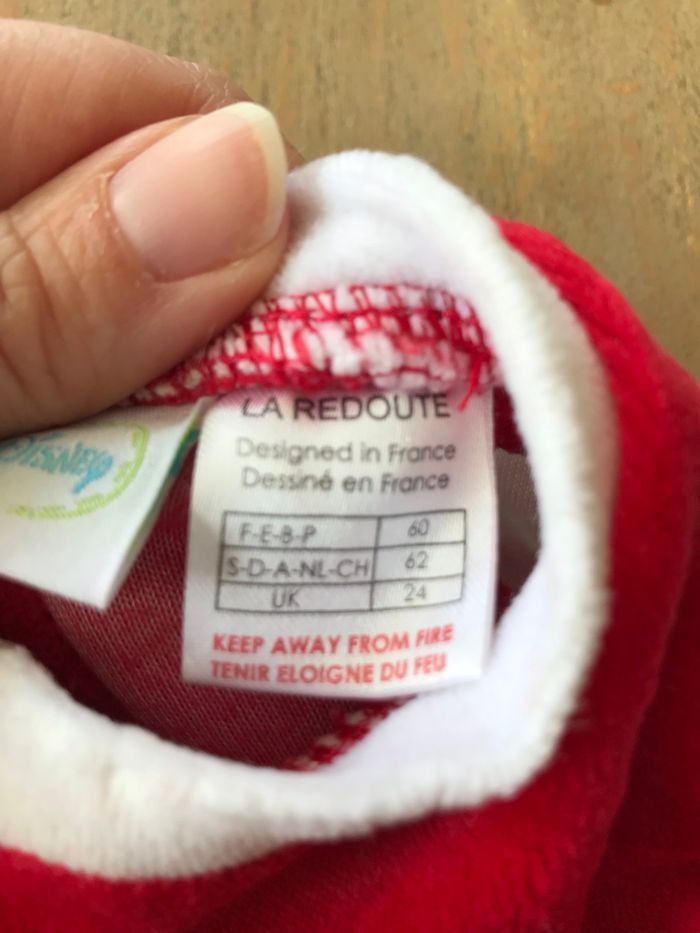 DISNEY
LA REDOUTE
Designed in France
Dessiné en France
F-E-B-P 60
S-D-A-NL-CH 62
UK 24
KEEP AWAY FROM FIRE
TENIR ELOIGNE DU FEU